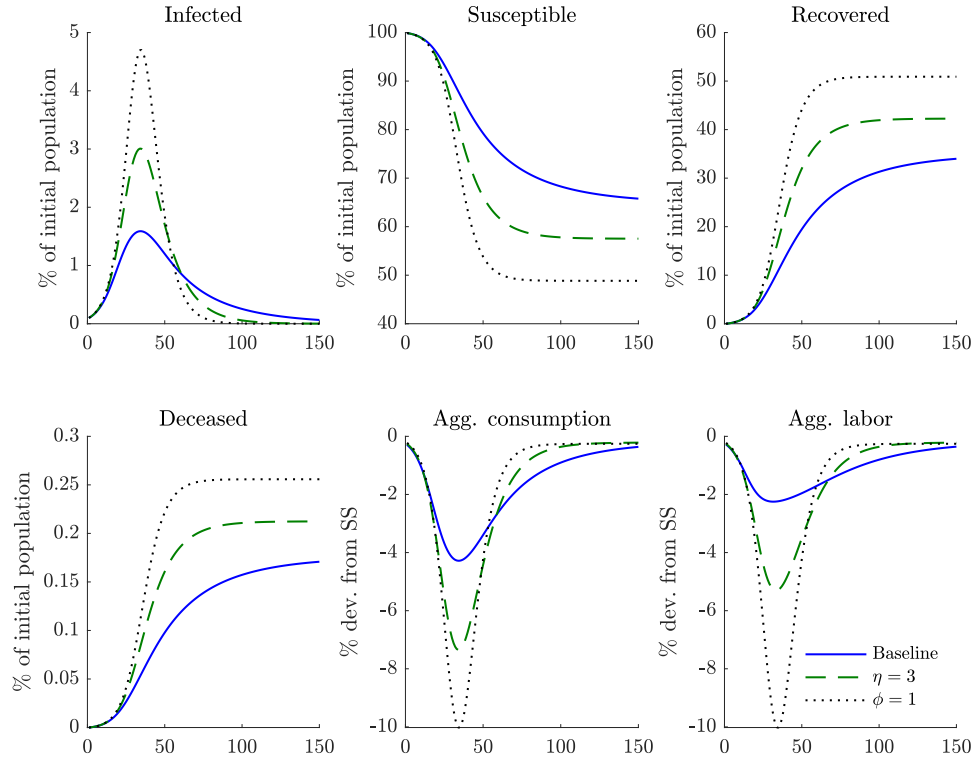 Infected
% of initial population
5
4
3
2
1
0
0 50 100 150
Susceptible
% of initial population
100
90
80
70
60
50
40
0 50 100 150
Recovered
% of initial population
60
50
40
30
20
10
0
0 50 100 150
Deceased
% of initial population
0.3
0.25
0.2
0.15
0.1
0.05
0
0 50 100 150
Agg. consumption
% dev. from SS
0
-2
-4
-6
-8
-10
0 50 100 150
Agg. labor
% dev. from SS
0
-2
-4
-6
-8
-10
0 50 100 150
Baseline
η = 3
ϕ = 1